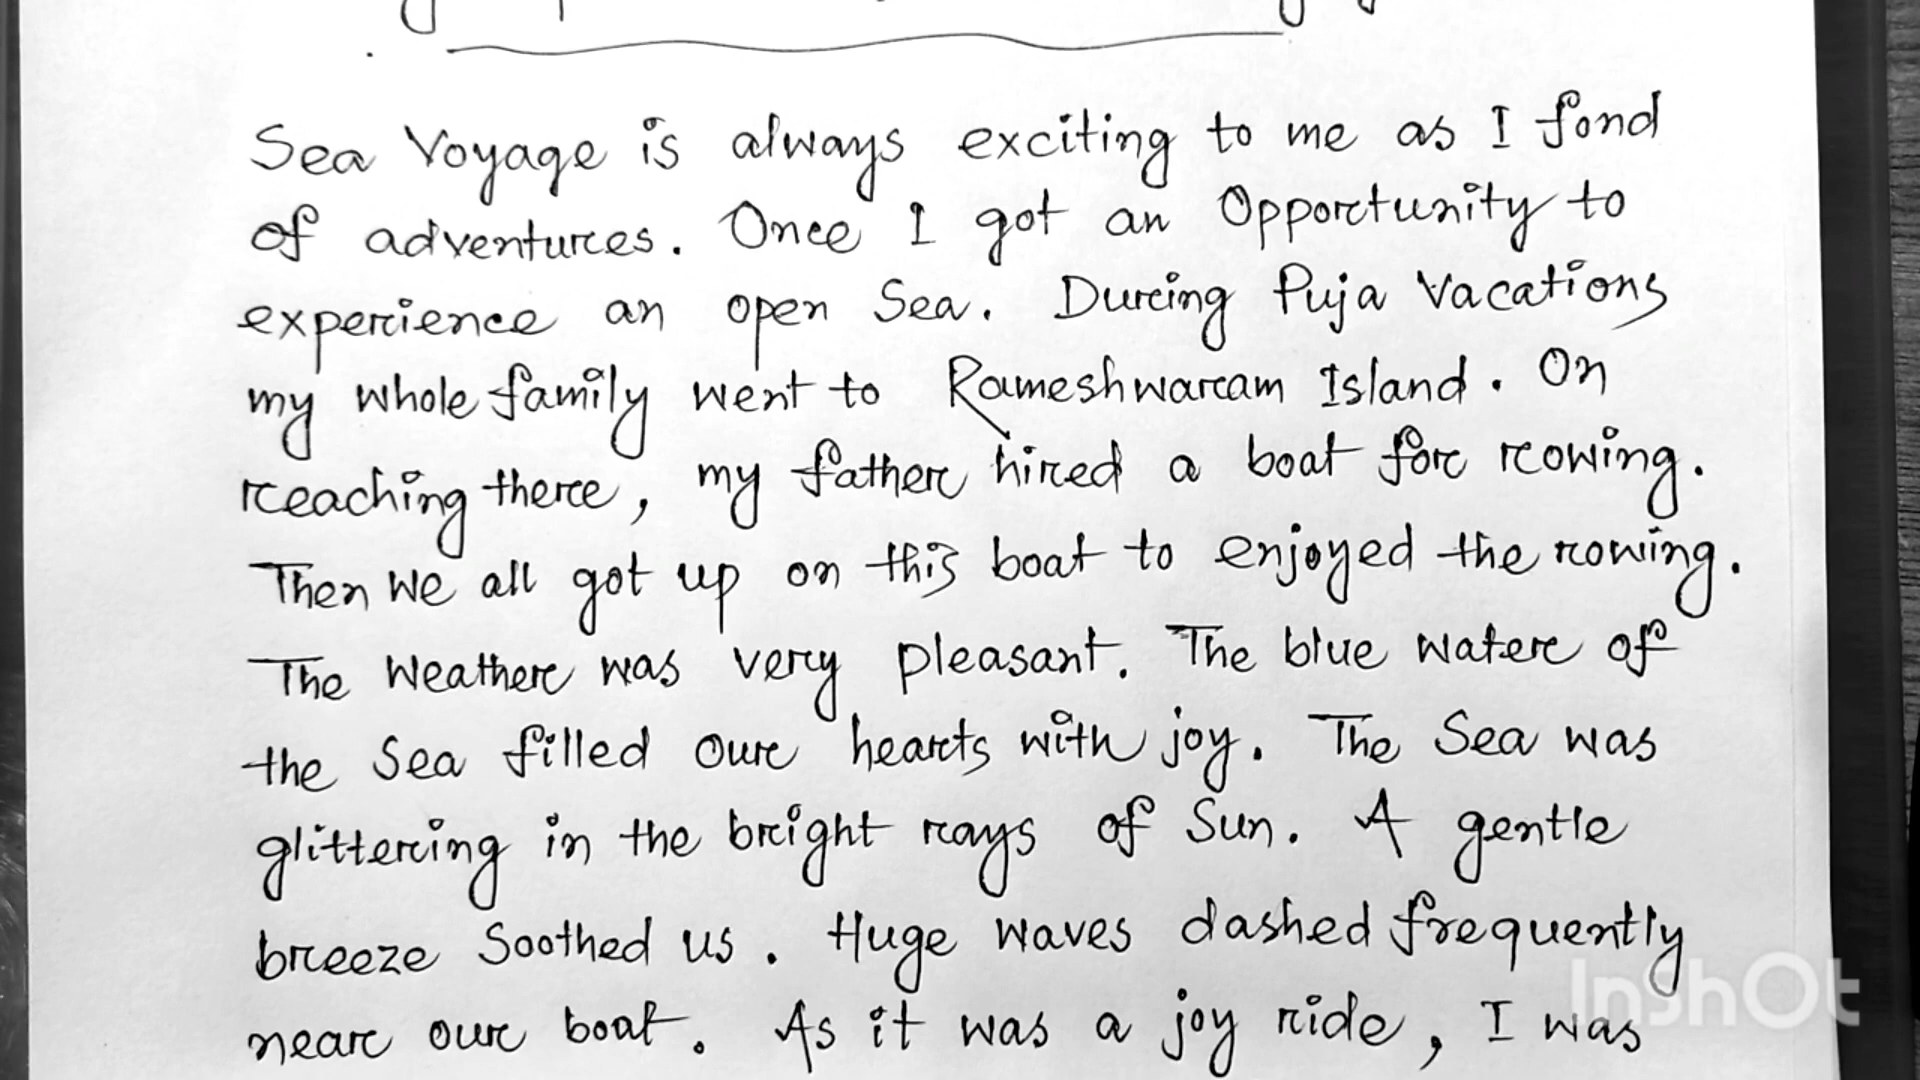 Sea Voyage is always exciting to me as I fond
of adventures. Once I got an Opportunity to
experience an open Sea. During Puja Vacations
my whole family went to Rameshwaram Island. On
reaching there, my father hired a boat for rowing.
Then We all got up on this boat to enjoyed the rowing.
The Weather was very pleasant. The blue water of
the Sea filled our hearts with joy. The Sea was
glittering in the bright rays of Sun. A gentle
breeze Soothed us. Huge waves dashed frequently
near our boat. As it was a joy ride, I was
InShOt